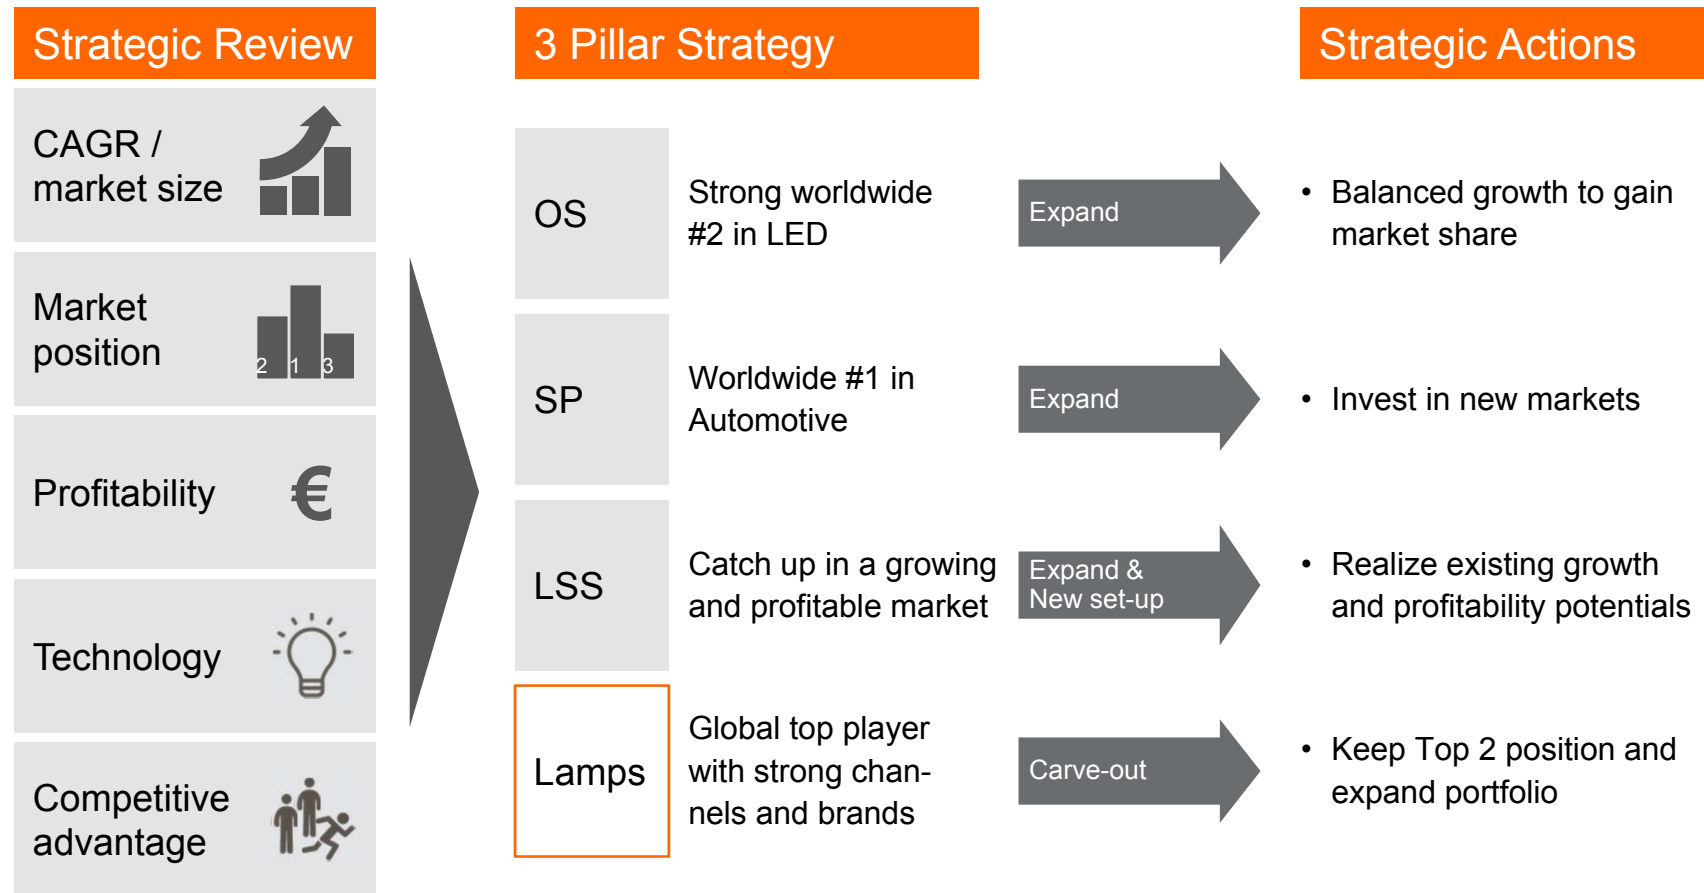 Strategic Review
CAGR /
market size
Market
position
2 1 3
Profitability
€
Technology
Competitive
advantage
3 Pillar Strategy
Strategic Actions
OS
Strong worldwide
#2 in LED
Expand
• Balanced growth to gain
market share
SP
Worldwide #1 in
Automotive
Expand
• Invest in new markets
LSS
Catch up in a growing
and profitable market
Expand &
New set-up
• Realize existing growth
and profitability potentials
Lamps
Global top player
with strong chan-
nels and brands
Carve-out
• Keep Top 2 position and
expand portfolio